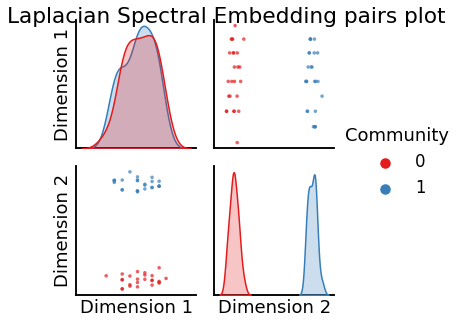 Laplacian Spectral Embedding pairs plot
Dimension 1
Community
0
1
Dimension 2
Dimension 1
Dimension 2